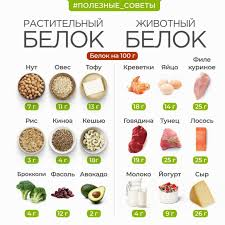 #ПОЛЕЗНЫЕ_СОВЕТЫ
РАСТИТЕЛЬНЫЙ
БЕЛОК
ЖИВОТНЫЙ
БЕЛОК
Белок на 100 г
Нут Овес Тофу
7 г 11 г 13 г
Рис Киноа Кешью
3 г 4 г 18 г
Брокколи Фасоль Авокадо
4 г 12 г 2 г
Креветки Яйцо Филе
куриное
18 г 14 г 25 г
Говядина Тунец Лосось
19 г 25 г
Молоко Йогурт Сыр
4 г 9 г 26 г